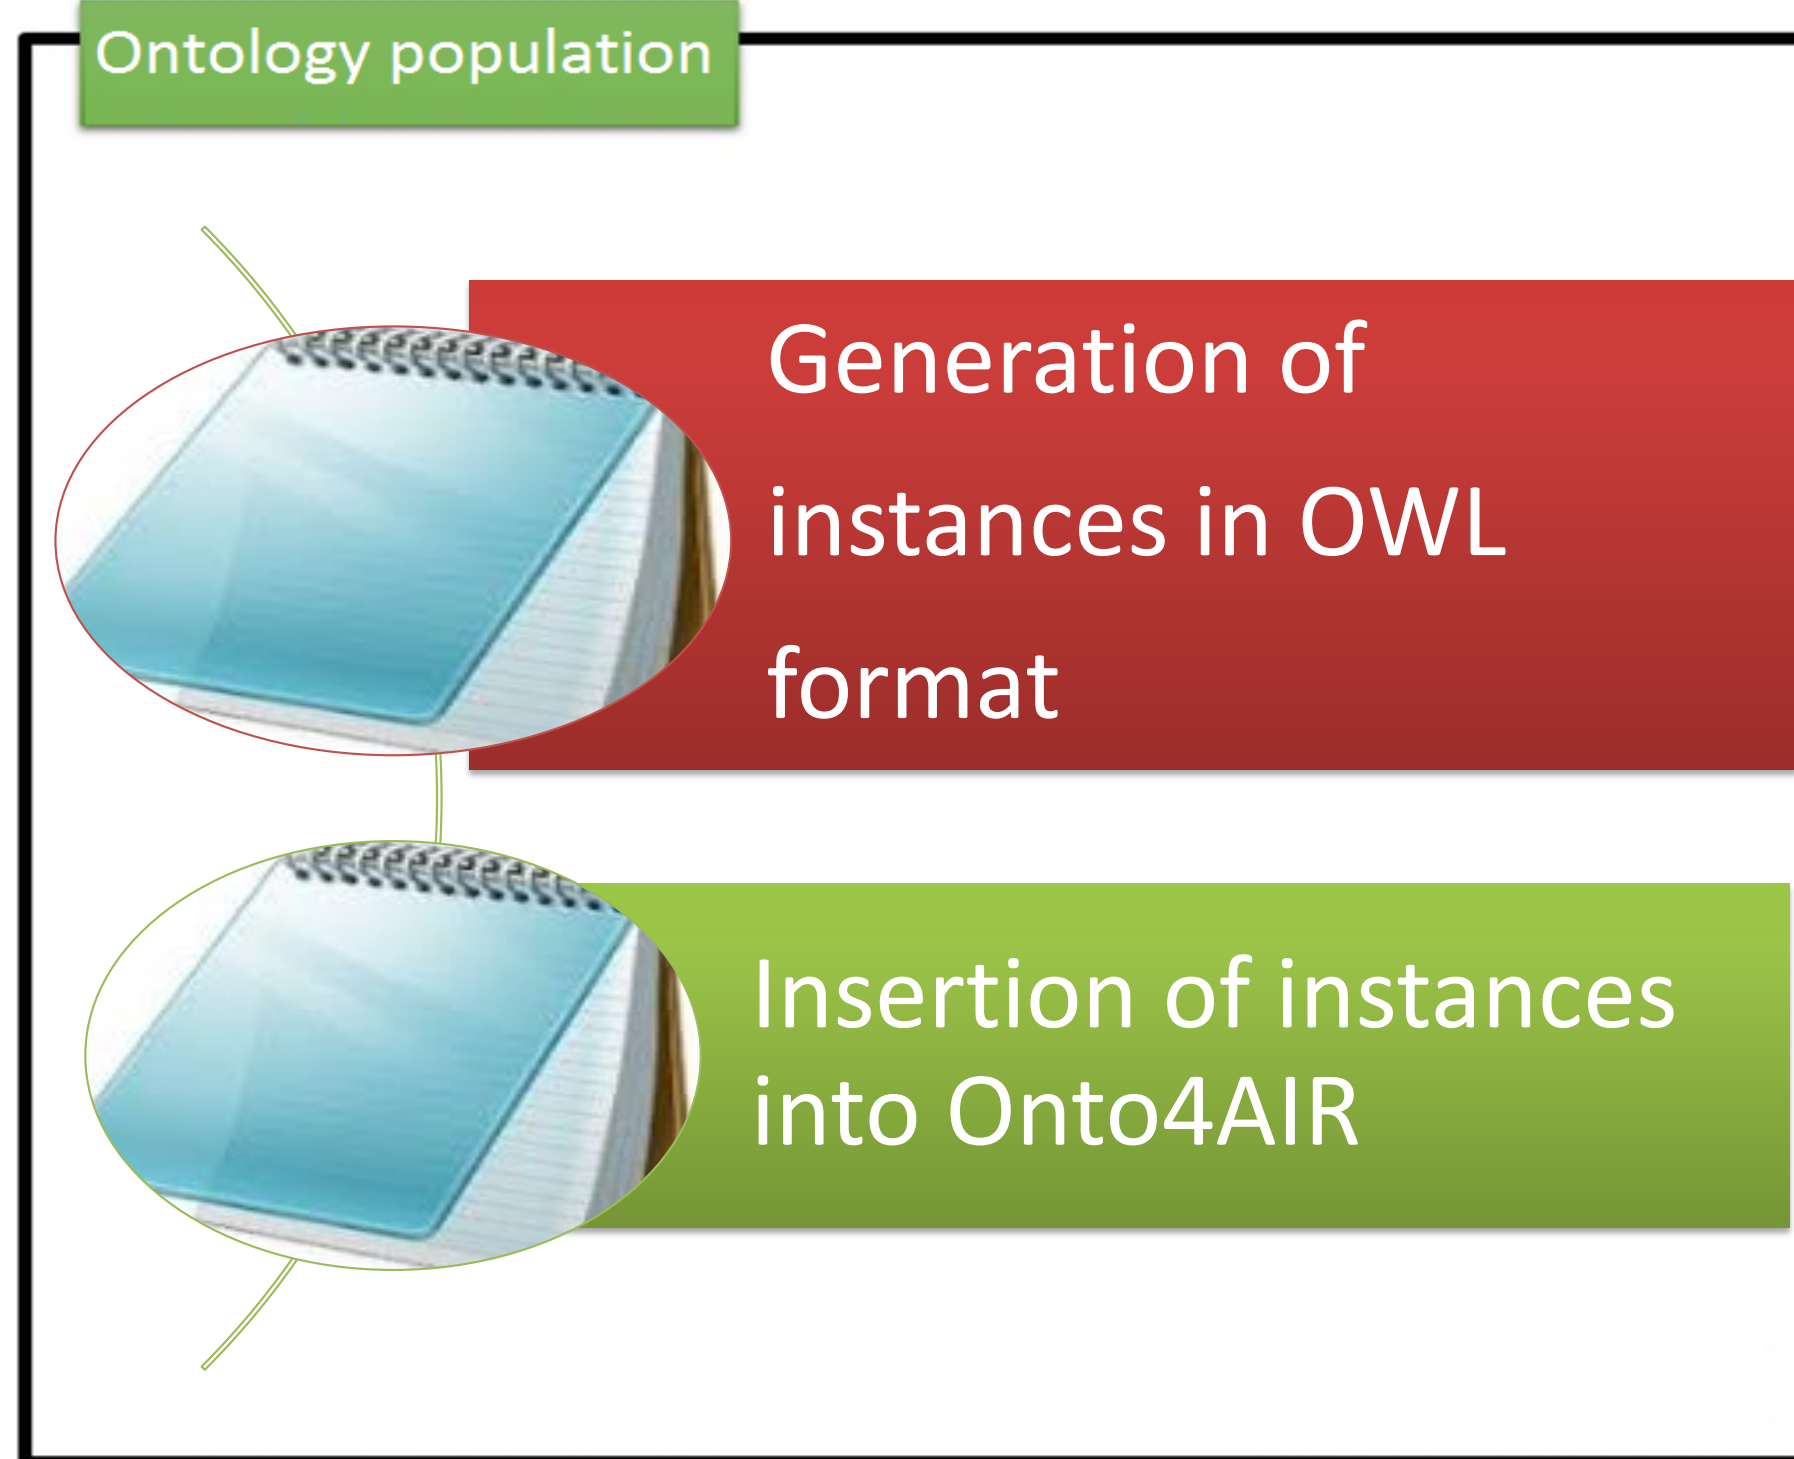 Ontology population
Generation of
instances in OWL
format
Insertion of instances
into Onto4AIR